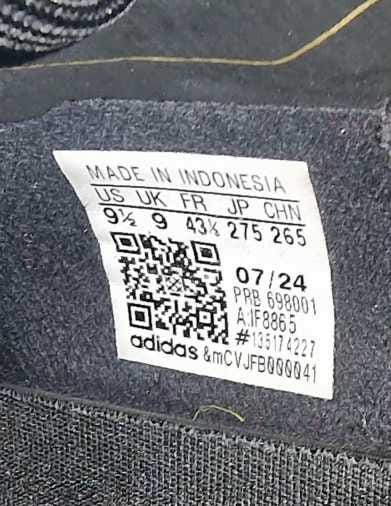 MADE IN INDONESIA
US UK FR JP CHN
9½ 9 43⅓ 275 265
07/24
PRB 698001
A:IF8865
#135174227
adidas &mCVJFB000041